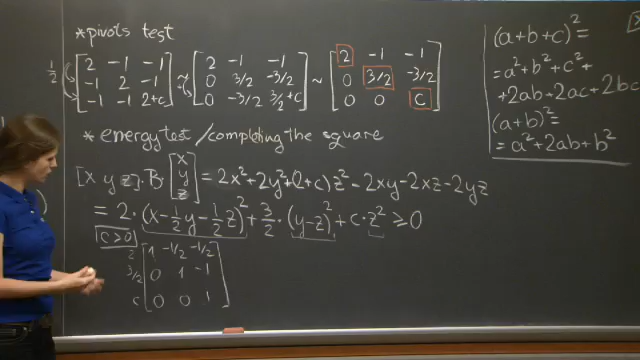 *pivots test
1/2 [2 -1 -1] ~ [2 -1 -1] ~ [2 -1 -1]
[-1 2 -1] [0 3/2 -3/2] [0 3/2 -3/2]
[-1 -1 2+c] [0 -3/2 3/2+c] [0 0 c]
*energy test / completing the square
[x y z]·B·[x y z] = 2x²+2y²+(2+c)z²-2xy-2xz-2yz
= 2·(x-1/2y-1/2z)²+3/2·(y-z)²+c·z² ≥0
c≥0
2 [1 -1/2 -1/2]
3/2 [0 1 -1]
c [0 0 1]
(a+b+c)²
=a²+b²+c²+
+2ab+2ac+2bc
(a+b)²=
=a²+2ab+b²